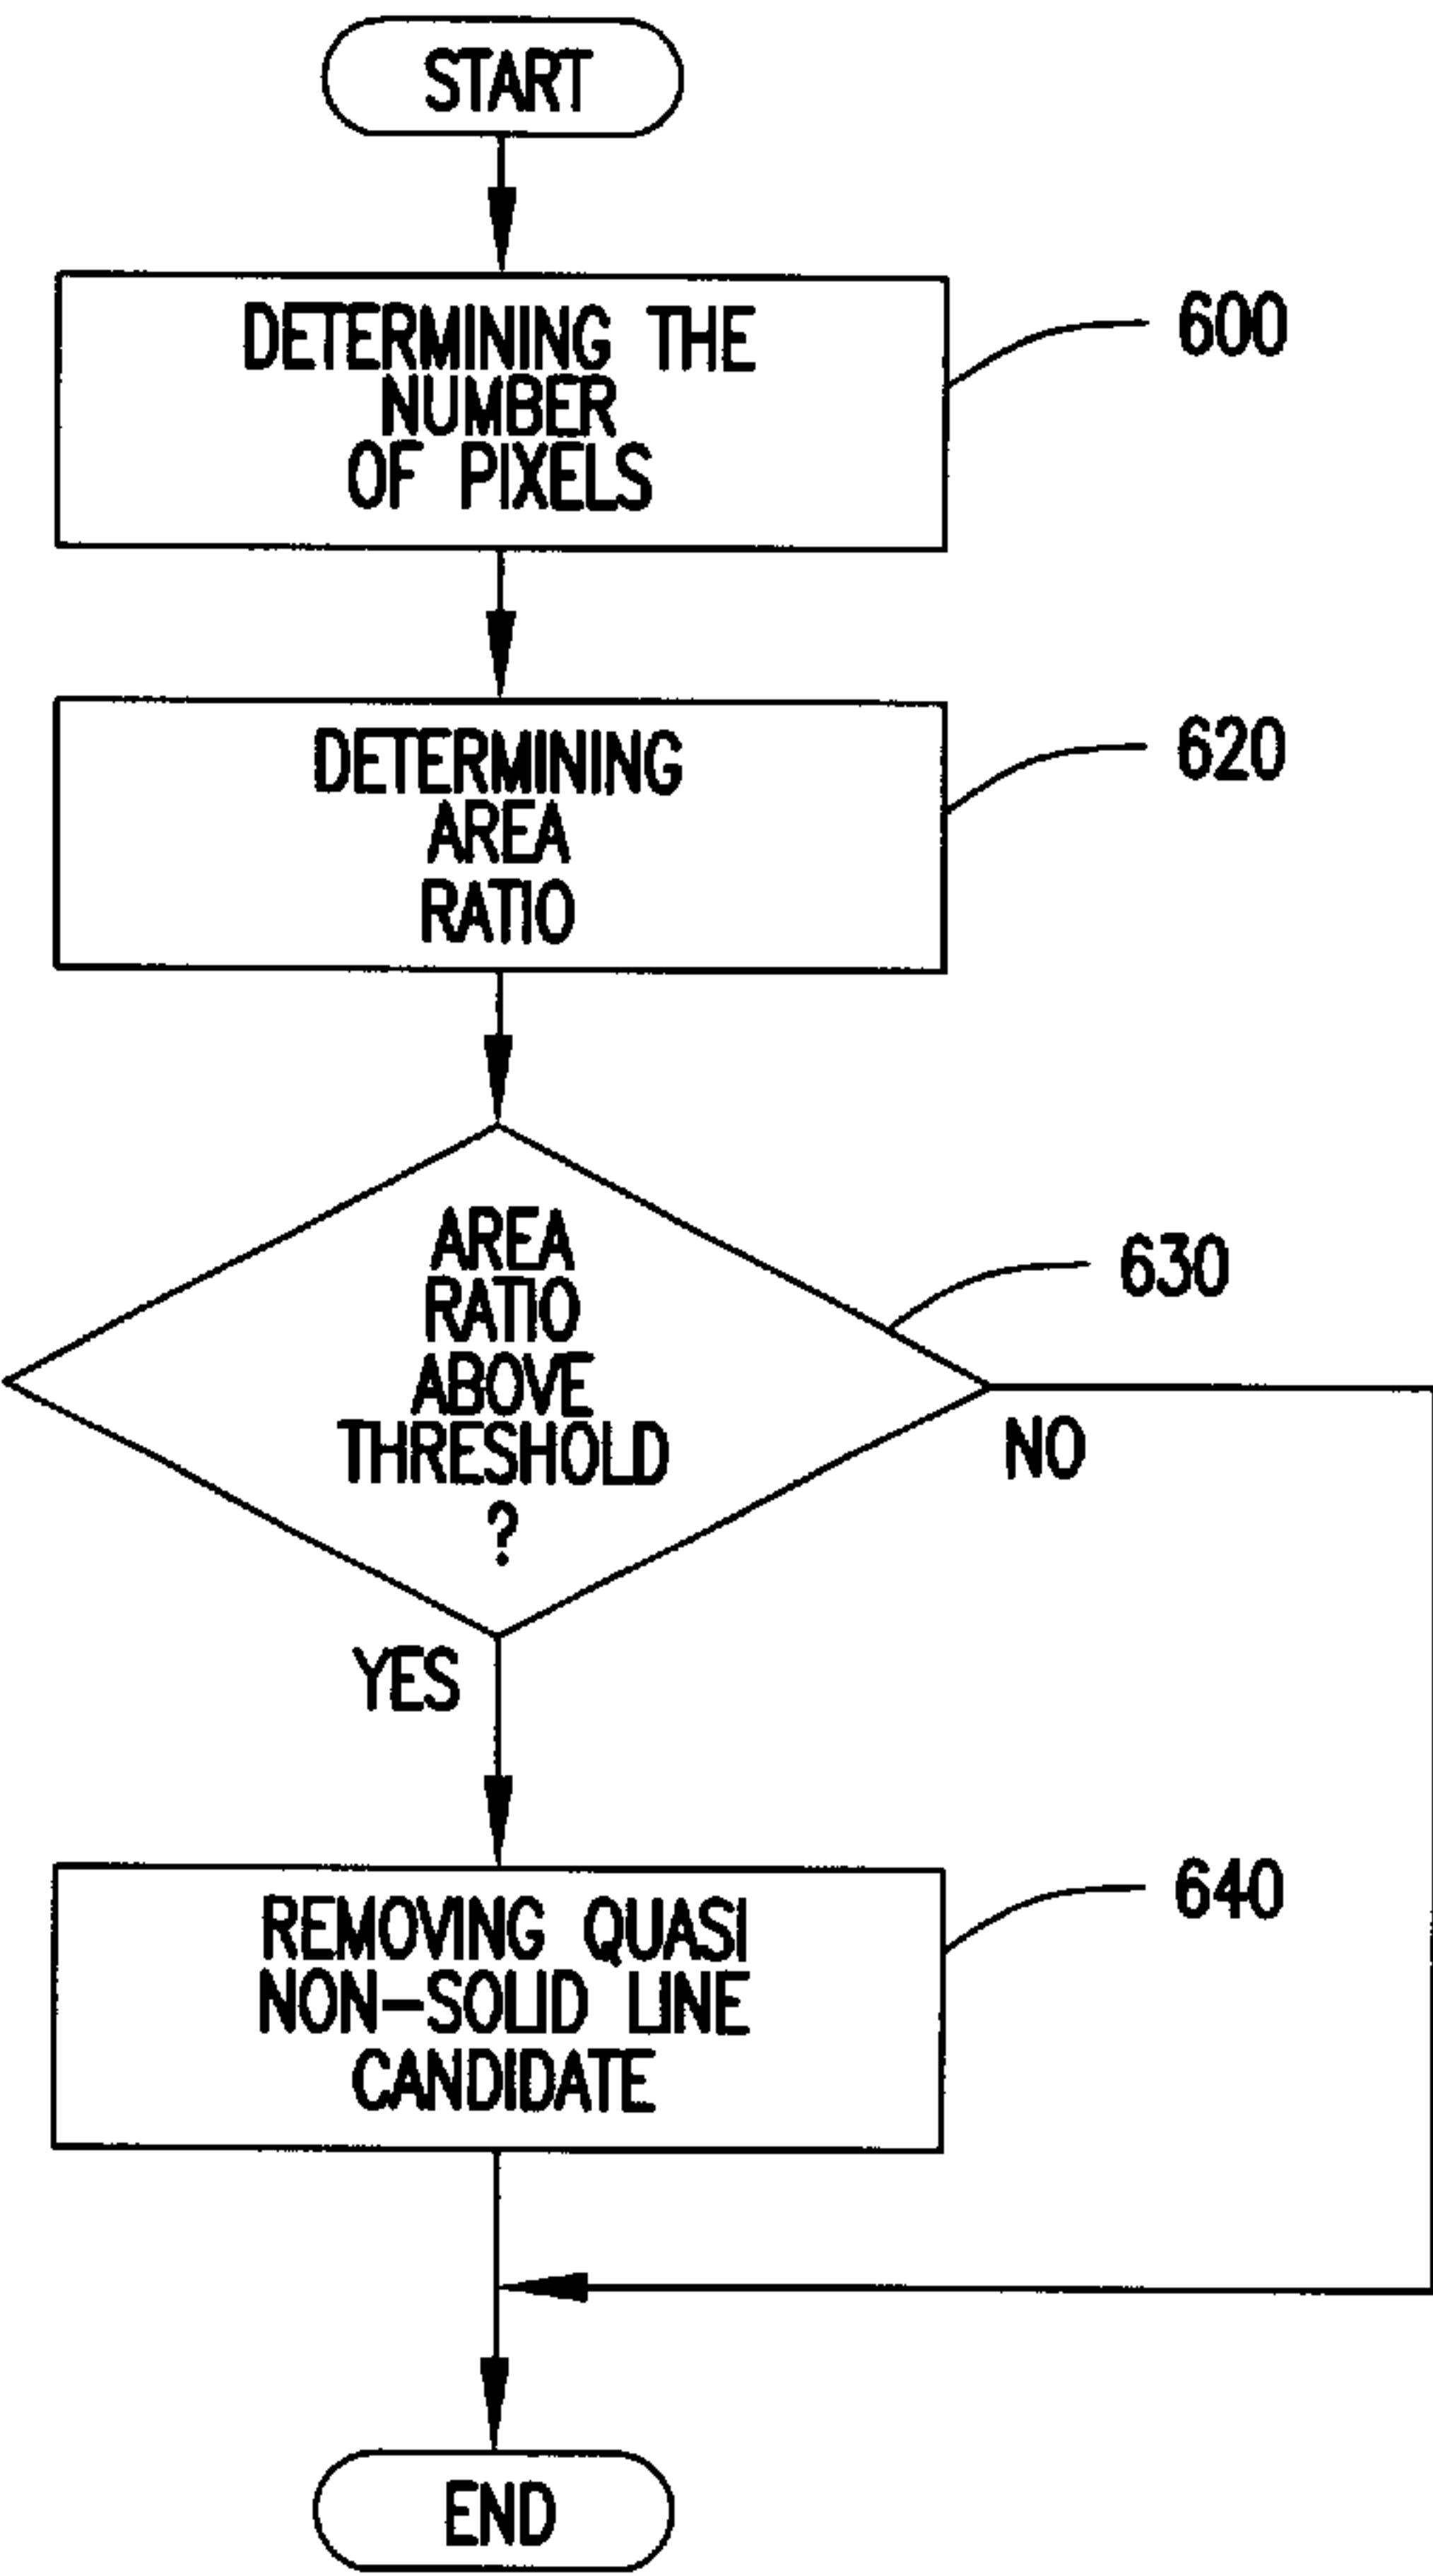 START
DETERMINING THE
NUMBER
OF PIXELS
600
DETERMINING
AREA
RATIO
620
AREA
RATIO
ABOVE
THRESHOLD
?
630
NO
YES
REMOVING QUASI
NON-SOLID LINE
CANDIDATE
640
END